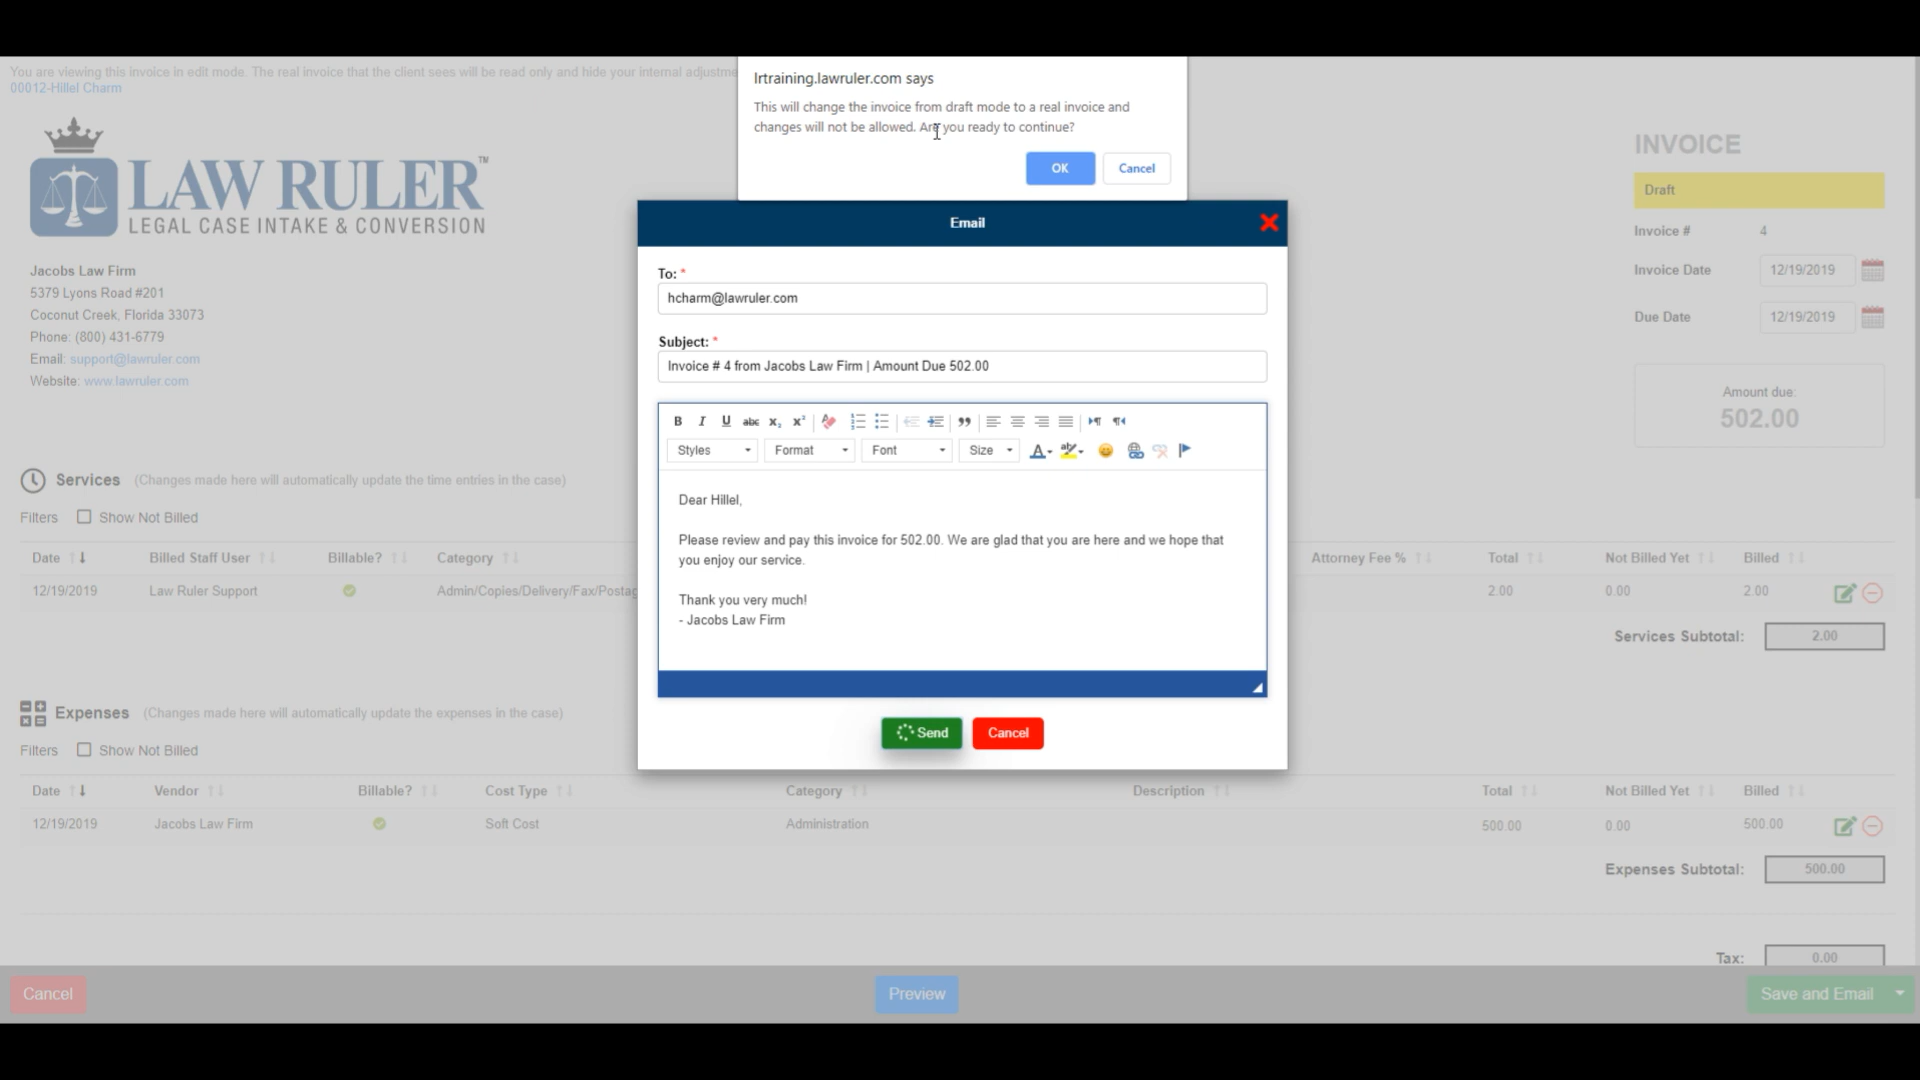 You are viewing this invoice in edit mode. The real invoice that the client sees will be read only and hide your internal
00012-Hillel Charm
lrtraining.lawruler.com says
This will change the invoice from draft mode to a real invoice and
changes will not be allowed. Are you ready to continue?
OK Cancel
LAW RULER™
LEGAL CASE INTAKE & CONVERSION
Jacobs Law Firm
5379 Lyons Road #201
Coconut Creek, Florida 33073
Phone: (800) 431-6779
Email: support@lawruler.com
Website: www.lawruler.com
INVOICE
Draft
Invoice # 4
Invoice Date 12/19/2019
Due Date 12/19/2019
Amount due:
502.00
Email
To: *
hcharm@lawruler.com
Subject: *
Invoice # 4 from Jacobs Law Firm | Amount Due 502.00
B I U abc x₂ x²
Styles Format Font Size A
Dear Hillel,
Please review and pay this invoice for 502.00. We are glad that you are here and we hope that
you enjoy our service.
Thank you very much!
- Jacobs Law Firm
Send Cancel
Services (Changes made here will automatically update the time entries in the case)
Filters Show Not Billed
Date Billed Staff User Billable? Category Attorney Fee % Total Not Billed Yet Billed
12/19/2019 Law Ruler Support Admin/Copies/Delivery/Fax/Postag 2.00 0.00 2.00
Services Subtotal: 2.00
Expenses (Changes made here will automatically update the expenses in the case)
Filters Show Not Billed
Date Vendor Billable? Cost Type Category Description Total Not Billed Yet Billed
12/19/2019 Jacobs Law Firm Soft Cost Administration 500.00 0.00 500.00
Expenses Subtotal: 500.00
Tax: 0.00
Cancel Preview Save and Email